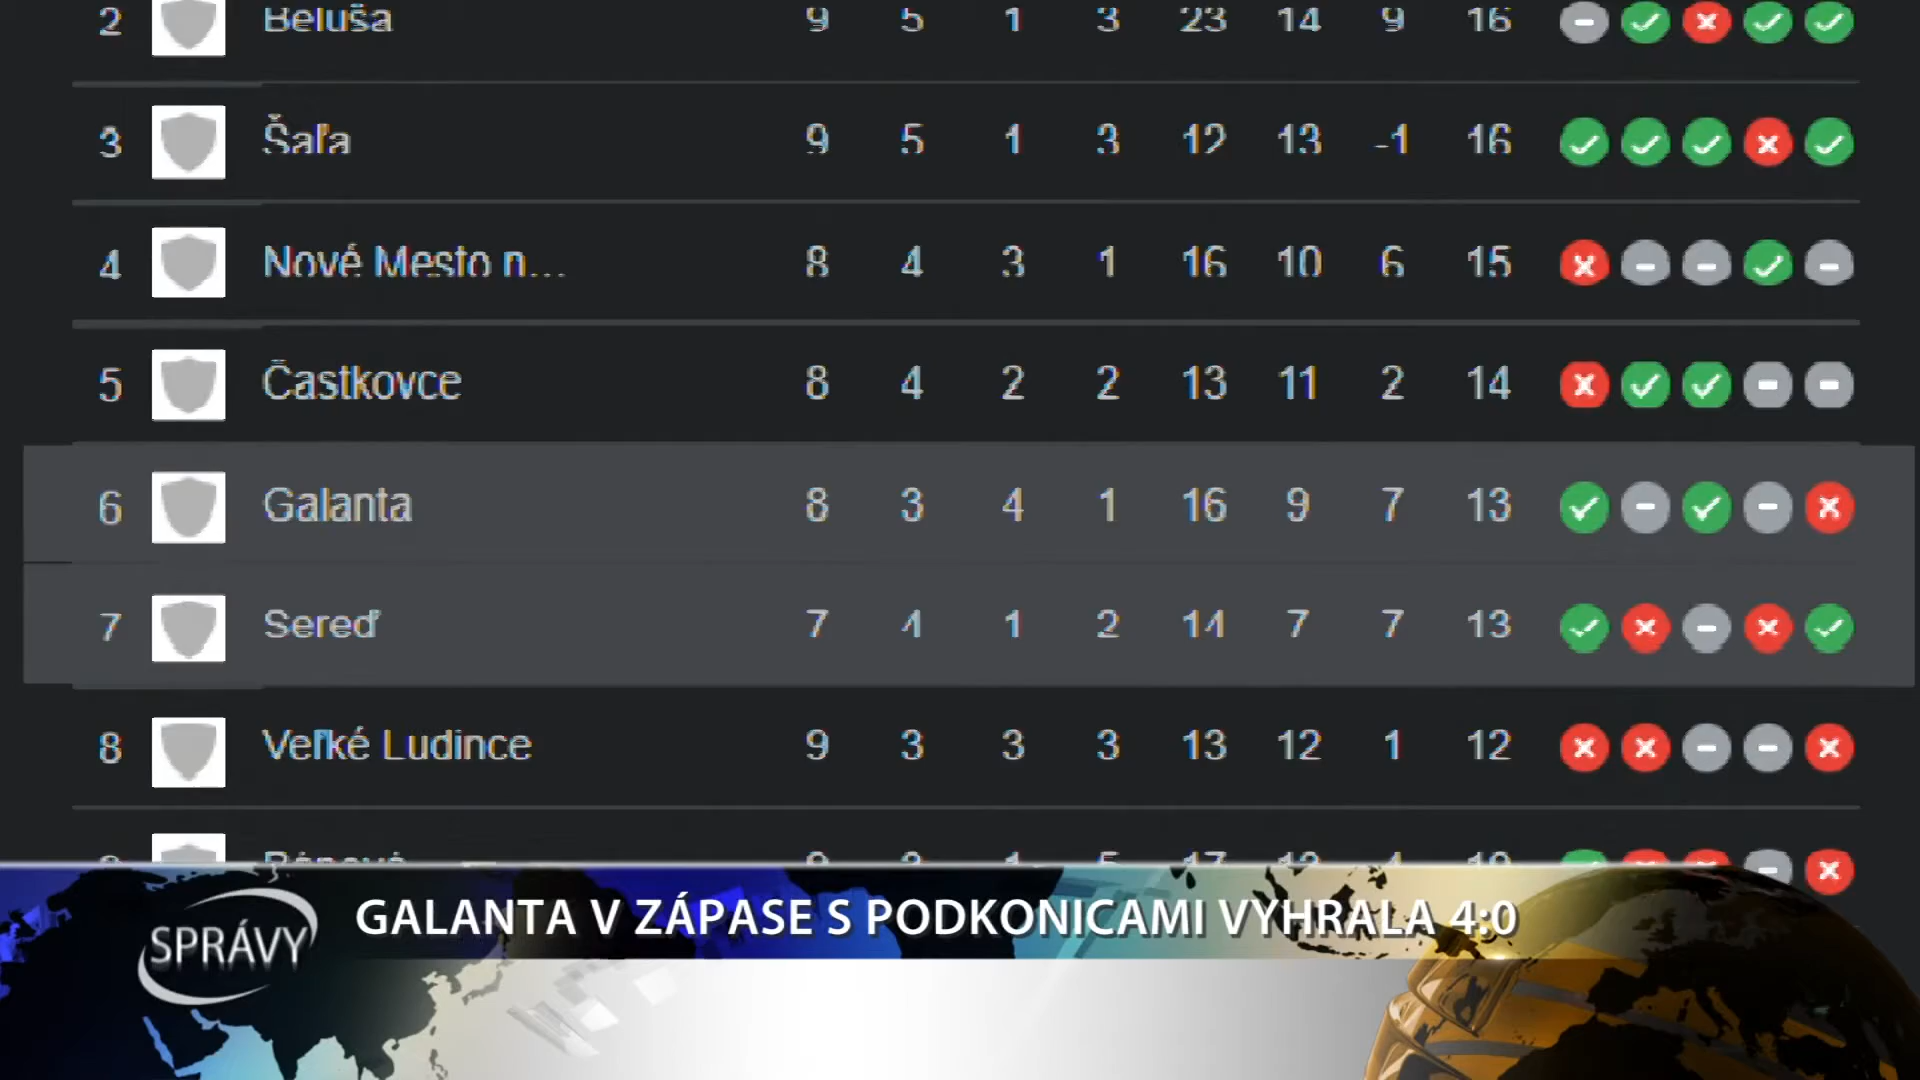 2 Beluša 9 5 1 3 23 14 9 16
3 Šaľa 9 5 1 3 12 13 -1 16
4 Nové Mesto n... 8 4 3 1 16 10 6 15
5 Častkovce 8 4 2 2 13 11 2 14
6 Galanta 8 3 4 1 16 9 7 13
7 Sereď 7 4 1 2 14 7 7 13
8 Veľké Ludince 9 3 3 3 13 12 1 12
SPRÁVY
GALANTA V ZÁPASE S PODKONICAMI VYHRALA 4:0